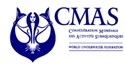 CMAS
CONFÉDÉRATION MONDIALE
DES ACTIVITÉS SUBAQUATIQUES
WORLD UNDERWATER FEDERATION